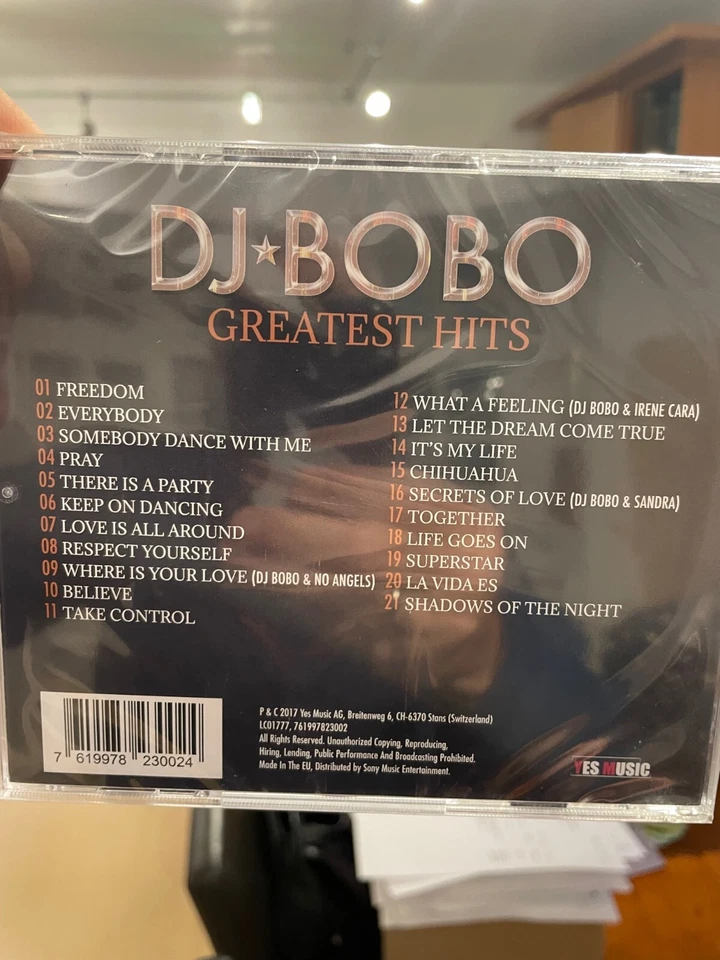 DJ★BOBO
GREATEST HITS
01 FREEDOM
02 EVERYBODY
03 SOMEBODY DANCE WITH ME
04 PRAY
05 THERE IS A PARTY
06 KEEP ON DANCING
07 LOVE IS ALL AROUND
08 RESPECT YOURSELF
09 WHERE IS YOUR LOVE (DJ BOBO & NO ANGELS)
10 BELIEVE
11 TAKE CONTROL
12 WHAT A FEELING (DJ BOBO & IRENE CARA)
13 LET THE DREAM COME TRUE
14 IT'S MY LIFE
15 CHIHUAHUA
16 SECRETS OF LOVE (DJ BOBO & SANDRA)
17 TOGETHER
18 LIFE GOES ON
19 SUPERSTAR
20 LA VIDA ES
21 SHADOWS OF THE NIGHT
7 619978 230024
P & C 2017 Yes Music AG, Breitenweg 6, CH-6370 Stans (Switzerland)
LC01777, 761997823002
All Rights Reserved. Unauthorized Copying, Reproducing,
Hiring, Lending, Public Performance And Broadcasting Prohibited.
Made In The EU, Distributed by Sony Music Entertainment.
YES MUSIC